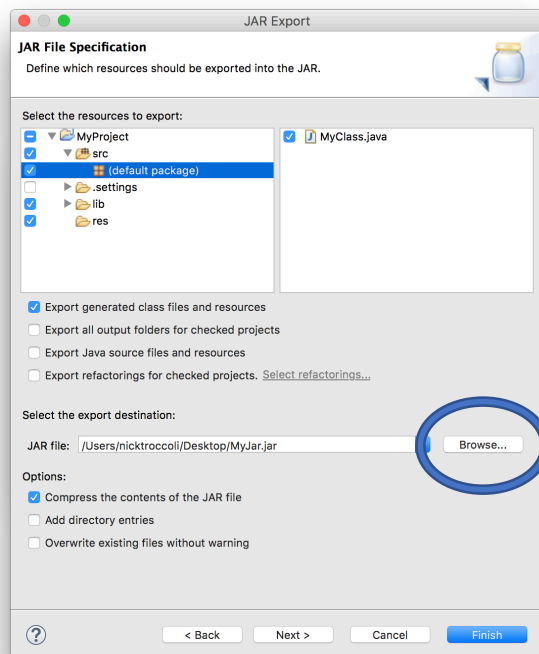 JAR Export
JAR File Specification
Define which resources should be exported into the JAR.
Select the resources to export:
MyProject
src
(default package)
.settings
lib
res
J MyClass.java
Export generated class files and resources
Export all output folders for checked projects
Export Java source files and resources
Export refactorings for checked projects. Select refactorings...
Select the export destination:
JAR file: /Users/nicktroccoli/Desktop/MyJar.jar Browse...
Options:
Compress the contents of the JAR file
Add directory entries
Overwrite existing files without warning
? < Back Next > Cancel Finish